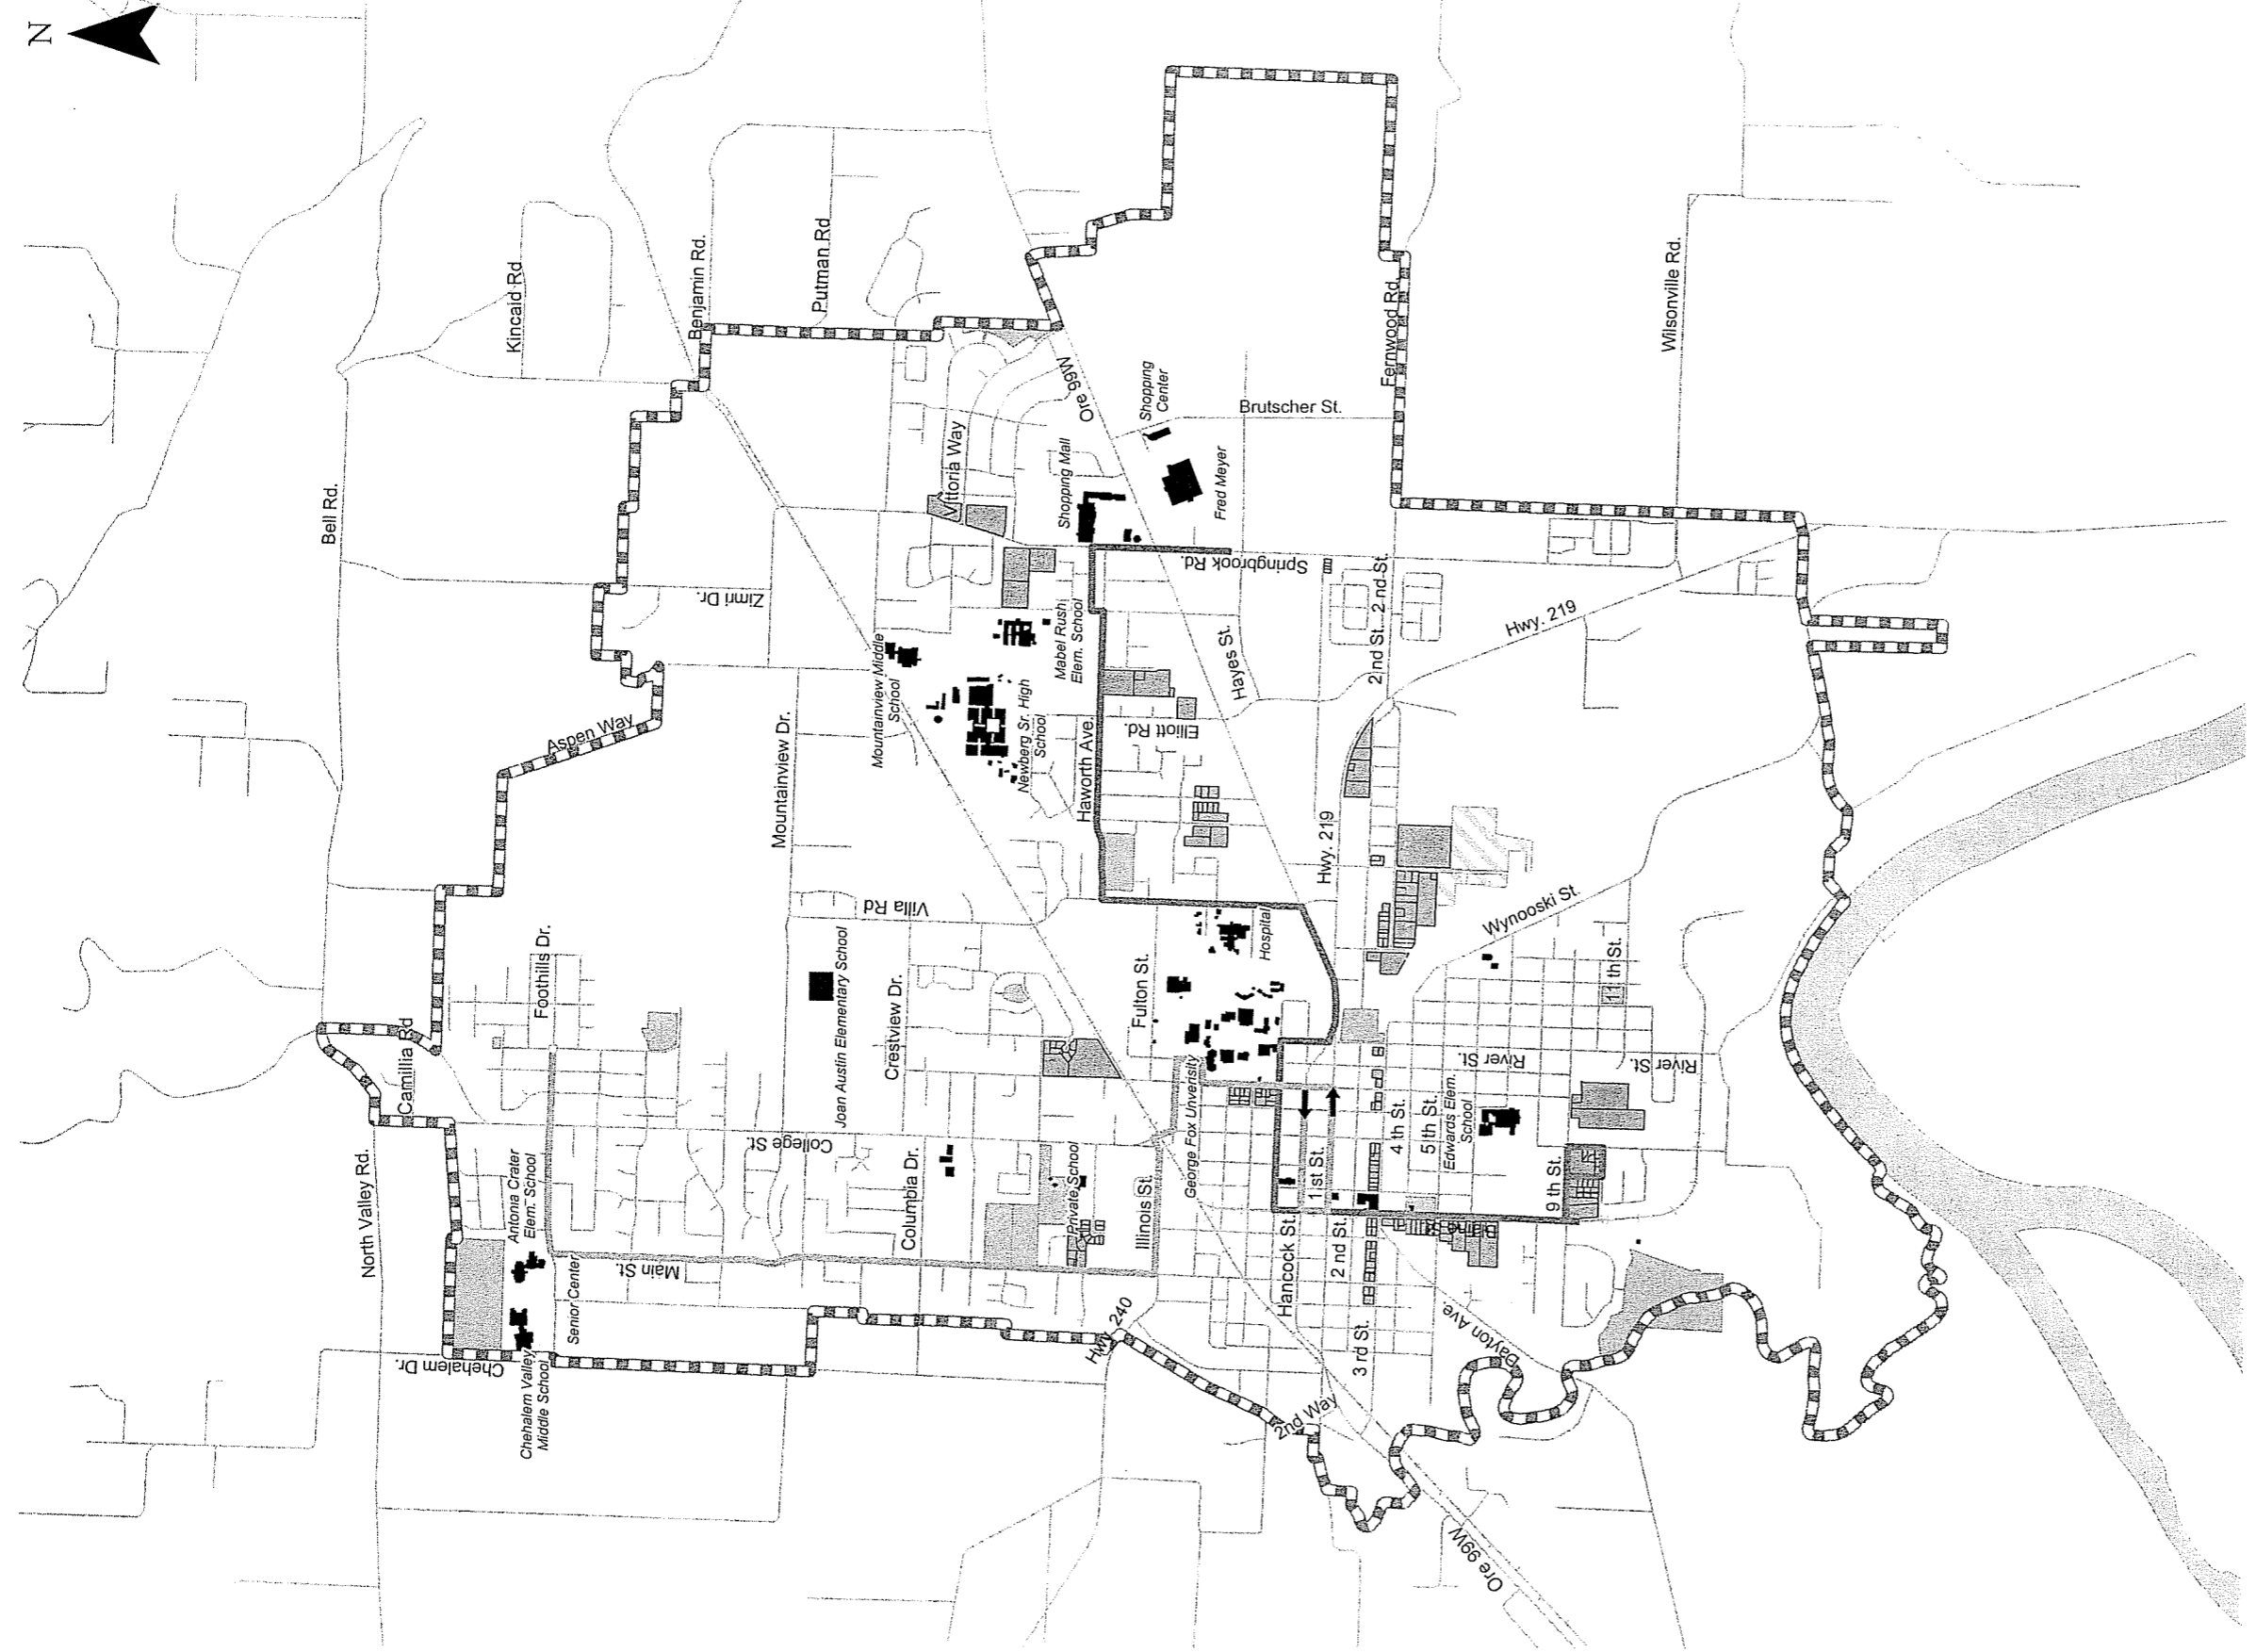 N
Kincaid Rd
Benjamin Rd.
Putman Rd
Bell Rd.
Ore 99W
Shopping
Center
Brutscher St.
Fernwood Rd.
Wilsonville Rd.
Vittoria Way
Shopping Mall
Fred Meyer
Springbrook Rd.
Zimri Dr.
Mountainview Middle
School
Mabel Rush
Elem. School
Newberg Sr. High
School
Haworth Ave.
Elliott Rd.
Hayes St.
2nd St.
2 nd St.
Hwy. 219
Aspen Way
Mountainview Dr.
Hwy. 219
Villa Rd
Hospital
Wynooski St.
Foothills Dr.
Joan Austin Elementary School
Crestview Dr.
Fulton St.
11 th St.
Camillia Rd
River St.
River St.
George Fox Unverisity
College St.
4 th St.
5 th St.
Edwards Elem.
School
North Valley Rd.
Antonia Crater
Elem. School
Columbia Dr.
Private School
Illinois St.
1 st St.
9 th St.
Main St.
Senior Center
Hancock St.
2 nd St.
3 rd St.
Dayton Ave
Chehalem Dr.
Chehalem Valley
Middle School
Hwy 240
2nd Way
Ore 99W